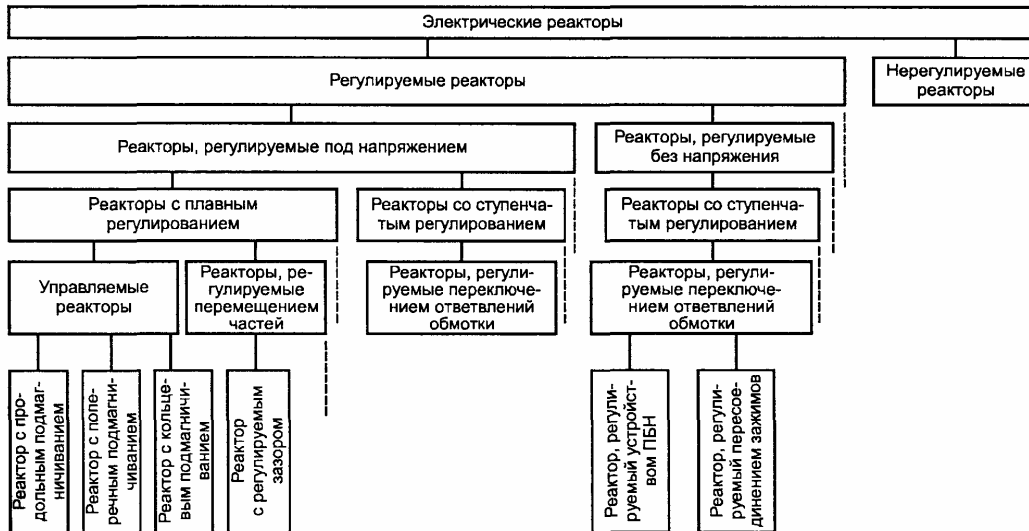 Электрические реакторы
Регулируемые реакторы
Нерегулируемые
реакторы
Реакторы, регулируемые под напряжением
Реакторы, регулируемые
без напряжения
Реакторы с плавным
регулированием
Реакторы со ступенча-
тым регулированием
Реакторы со ступенча-
тым регулированием
Управляемые
реакторы
Реакторы, ре-
гулируемые
перемещением
частей
Реакторы, регули-
руемые переключе-
нием ответвлений
обмотки
Реакторы, регули-
руемые переключе-
нием ответвлений
обмотки
Реактор с про-
дольным подмаг-
ничиванием
Реактор с попе-
речным подмагни-
чиванием
Реактор с кольце-
вым подмагничи-
ванием
Реактор
с регулируемым
зазором
Реактор, регули-
руемый устройст-
вом ПБН
Реактор, регули-
руемый пересое-
динением зажимов